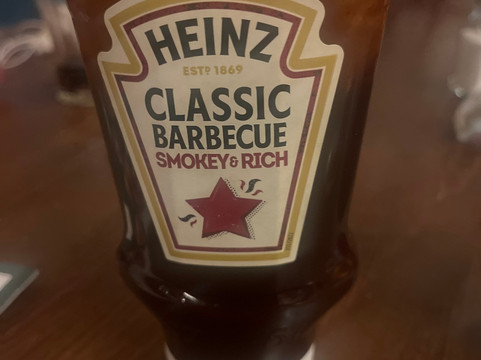 HEINZ
ESTD 1869
CLASSIC
BARBECUE
SMOKEY & RICH